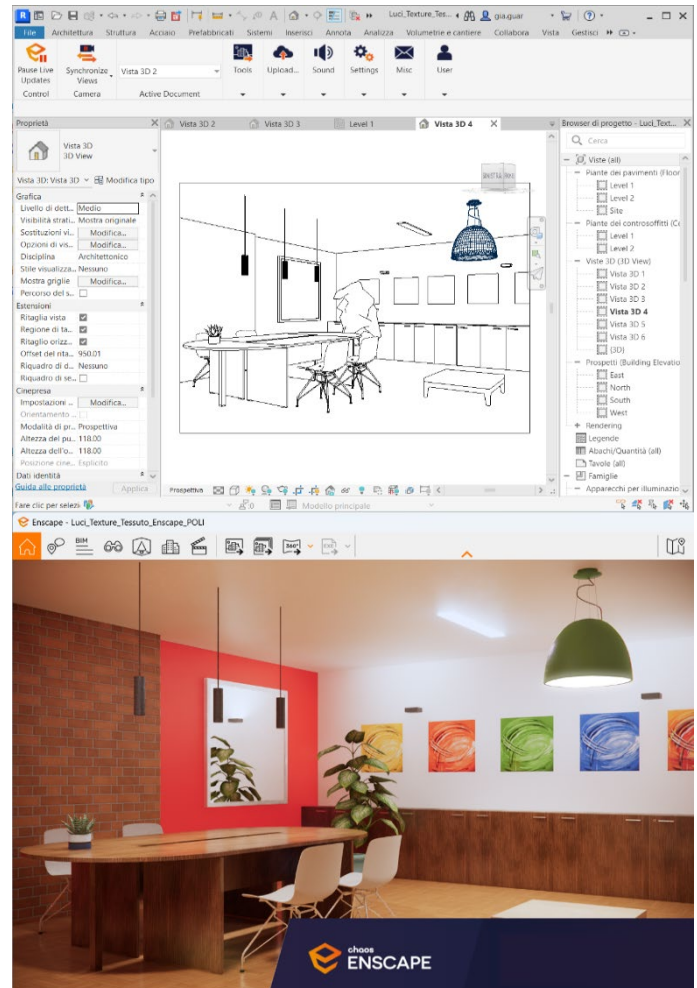 Luci_Texture_Tes...
gia.guar
File Architettura Struttura Acciaio Prefabbricati Sistemi Inserisci Annota Analizza Volumetrie e cantiere Collabora Vista Gestisci
Pause Live Updates
Synchronize Views
Vista 3D 2
Tools
Upload...
Sound
Settings
Misc
User
Control
Camera
Active Document
Proprietà
Vista 3D 2
Vista 3D 3
Level 1
Vista 3D 4
Browser di progetto - Luci_Text...
Vista 3D
3D View
Cerca
Vista 3D: Vista 3D
Modifica tipo
Grafica
Livello di dett... Medio
Visibilità strati... Mostra originale
Sostituzioni vi... Modifica...
Opzioni di vis... Modifica...
Disciplina Architettonico
Stile visualizza... Nessuno
Mostra griglie Modifica...
Percorso del s...
Estensioni
Ritaglia vista
Regione di ta...
Ritaglio orizz...
Offset del rita... 950.01
Riquadro di d... Nessuno
Riquadro di se...
Cinepresa
Impostazioni ... Modifica...
Orientamento ...
Modalità di pr... Prospettiva
Altezza del pu... 118.00
Altezza dell'o... 118.00
Posizione cine... Esplicito
Dati identità
Guida alle proprietà
Applica
Viste (all)
Piante dei pavimenti (Floor
Level 1
Level 2
Site
Piante dei controsoffitti (Ce
Level 1
Level 2
Viste 3D (3D View)
Vista 3D 1
Vista 3D 2
Vista 3D 3
Vista 3D 4
Vista 3D 5
Vista 3D 6
{3D}
Prospetti (Building Elevatio
East
North
South
West
Rendering
Legende
Abachi/Quantità (all)
Tavole (all)
Famiglie
Apparecchi per illuminazio
Prospettiva
Fare clic per selezi
:0
Modello principale
Enscape - Luci_Texture_Tessuto_Enscape_POLI
BIM
360°
EXE
chaos
ENSCAPE